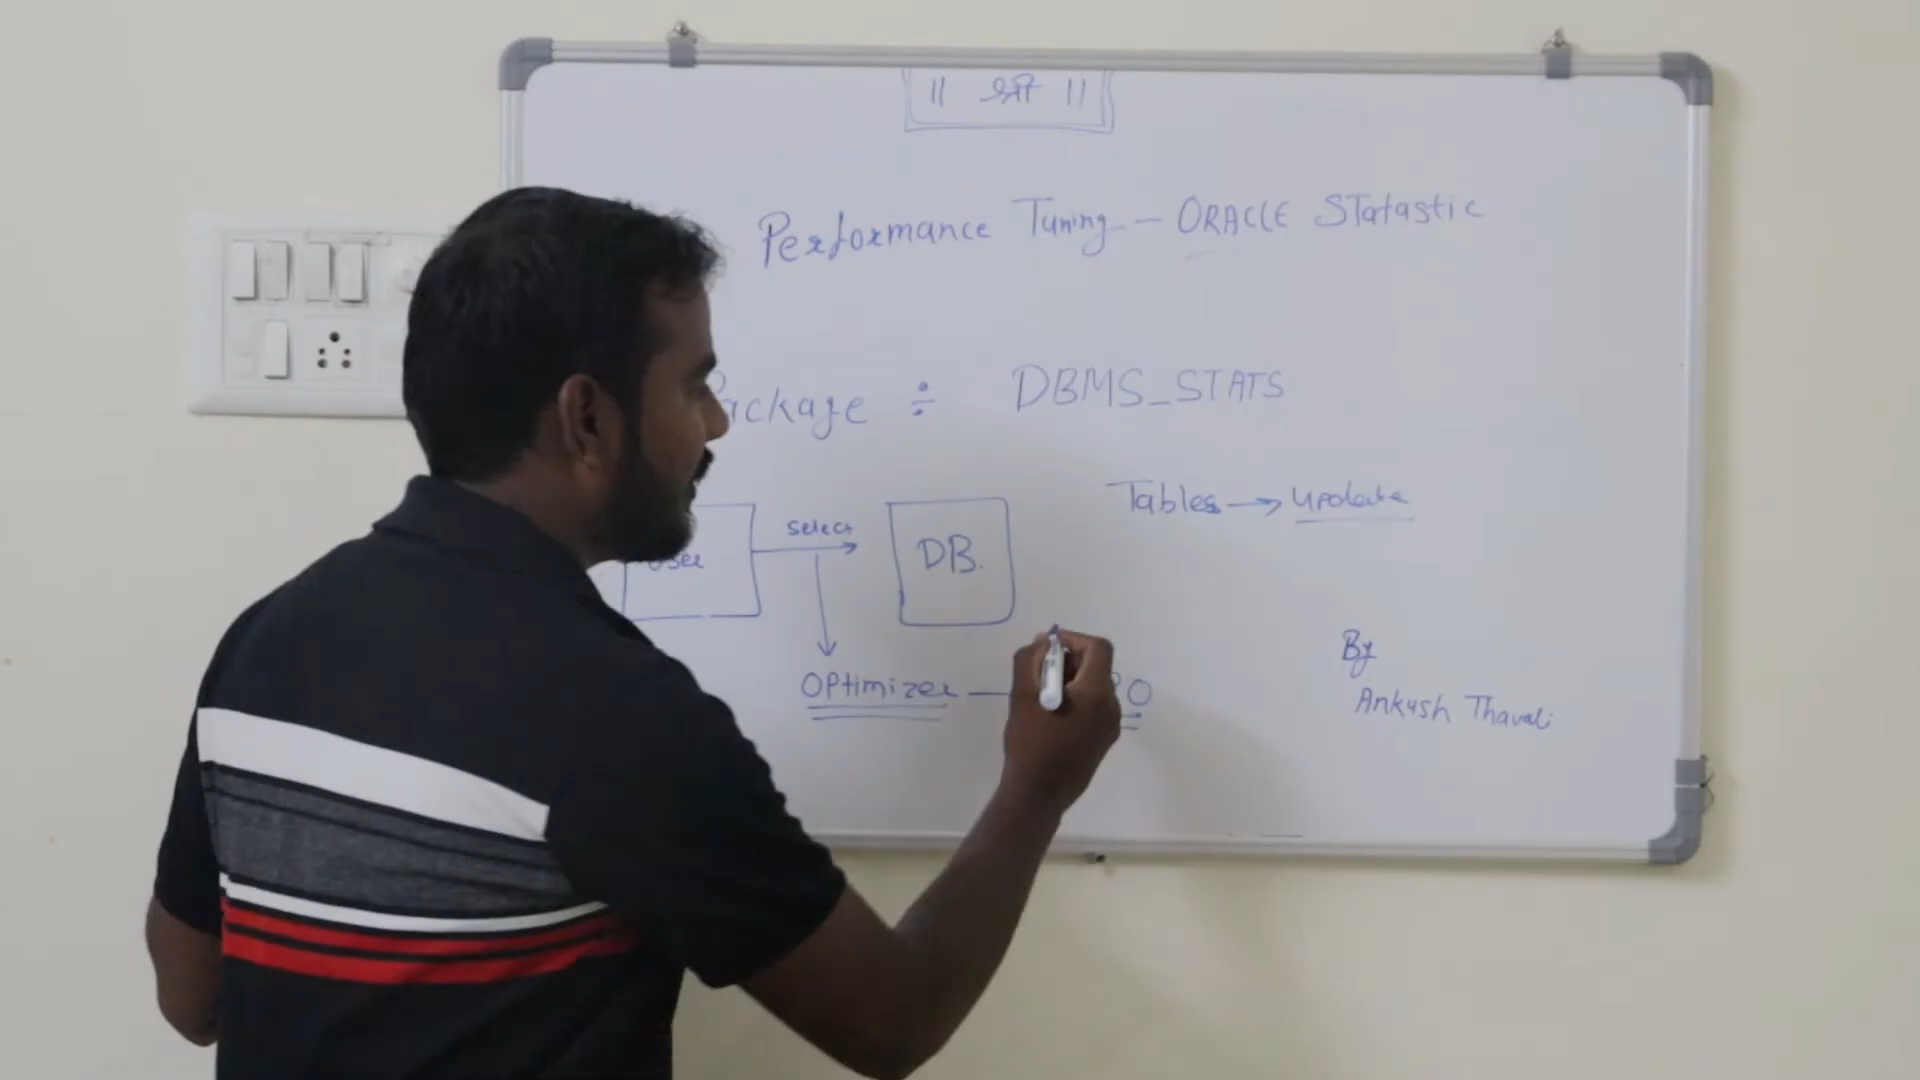 || श्री ||
Performance Tuning – ORACLE STatastic
Package ÷ DBMS_STATS
Tables → update
select
User
DB.
OPtimizer —
By
Ankush Thavali